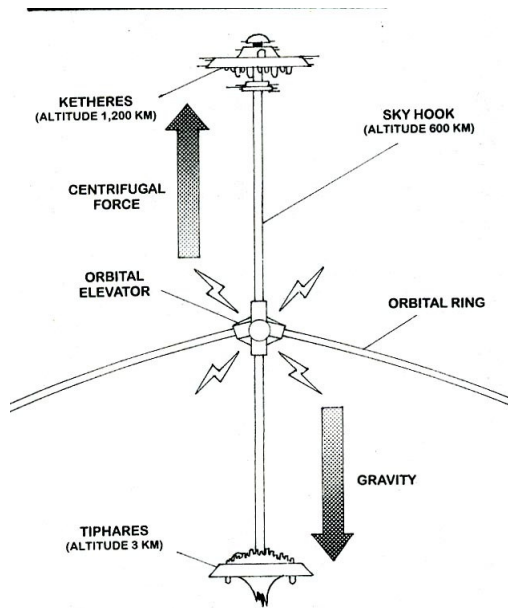 KETHERES
(ALTITUDE 1,200 KM)
SKY HOOK
(ALTITUDE 600 KM)
CENTRIFUGAL
FORCE
ORBITAL
ELEVATOR
ORBITAL RING
GRAVITY
TIPHARES
(ALTITUDE 3 KM)